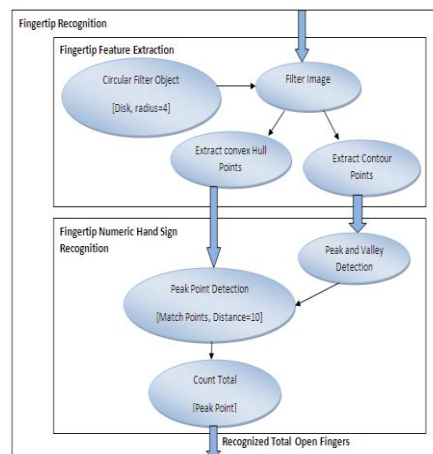 Fingertip Recognition
Fingertip Feature Extraction
Circular Filter Object
[Disk, radius=4]
Filter Image
Extract convex Hull
Points
Extract Contour
Points
Fingertip Numeric Hand Sign
Recognition
Peak and Valley
Detection
Peak Point Detection
[Match Points, Distance=10]
Count Total
[Peak Point]
Recognized Total Open Fingers